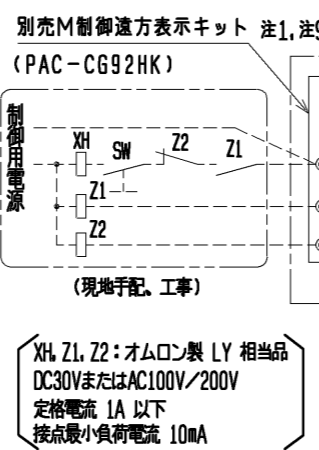 別売M制御遠方表示キット 注1,注9
(PAC-CG92HK)
制御用電源
XH SW Z2 Z1
Z1
Z2
(現地手配、工事)
XH, Z1, Z2:オムロン製 LY 相当品
DC30VまたはAC100V/200V
定格電流 1A 以下
接点最小負荷電流 10mA